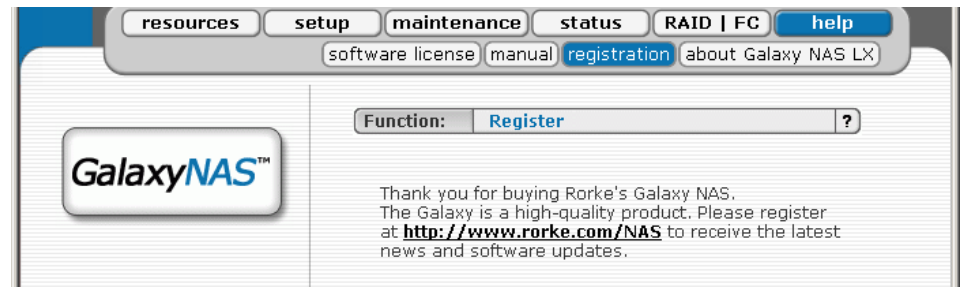 resources setup maintenance status RAID | FC help
software license manual registration about Galaxy NAS LX
Function: Register ?
GalaxyNAS™
Thank you for buying Rorke's Galaxy NAS.
The Galaxy is a high-quality product. Please register
at http://www.rorke.com/NAS to receive the latest
news and software updates.